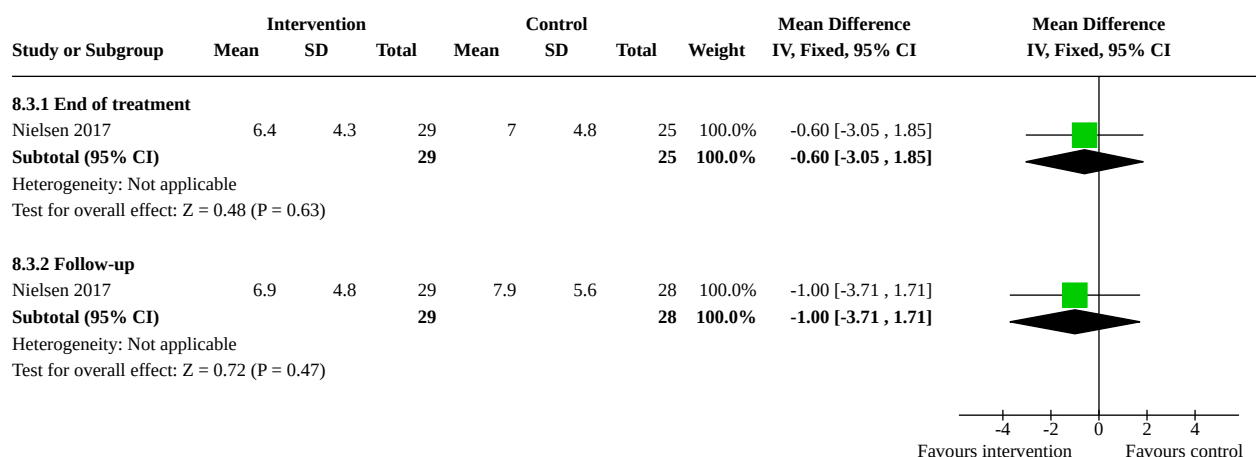 Intervention Control Mean Difference Mean Difference
Study or Subgroup Mean SD Total Mean SD Total Weight IV, Fixed, 95% CI IV, Fixed, 95% CI
8.3.1 End of treatment
Nielsen 2017 6.4 4.3 29 7 4.8 25 100.0% -0.60 [-3.05 , 1.85]
Subtotal (95% CI) 29 25 100.0% -0.60 [-3.05 , 1.85]
Heterogeneity: Not applicable
Test for overall effect: Z = 0.48 (P = 0.63)
8.3.2 Follow-up
Nielsen 2017 6.9 4.8 29 7.9 5.6 28 100.0% -1.00 [-3.71 , 1.71]
Subtotal (95% CI) 29 28 100.0% -1.00 [-3.71 , 1.71]
Heterogeneity: Not applicable
Test for overall effect: Z = 0.72 (P = 0.47)
-4 -2 0 2 4
Favours intervention Favours control